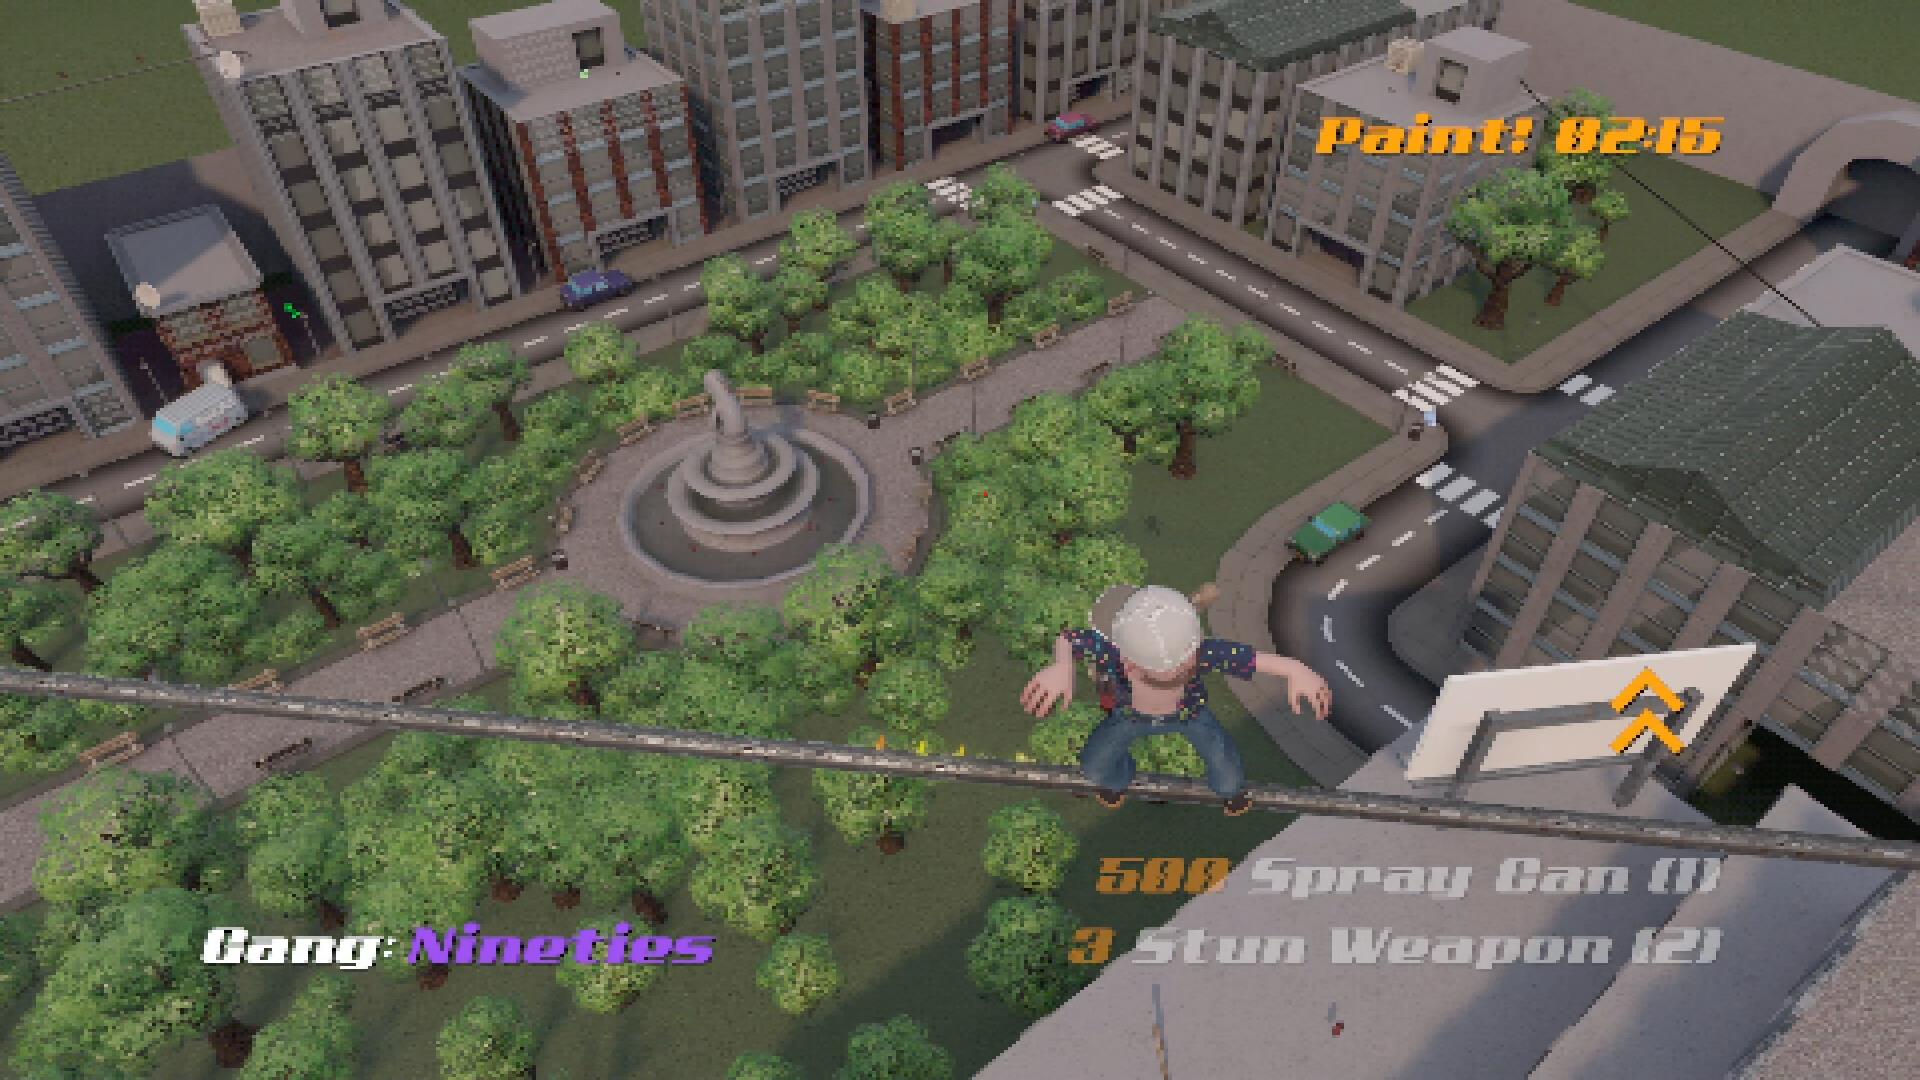 Paint! 02:15
500 Spray Can (1)
3 Stun Weapon (2)
Gang: Nineties